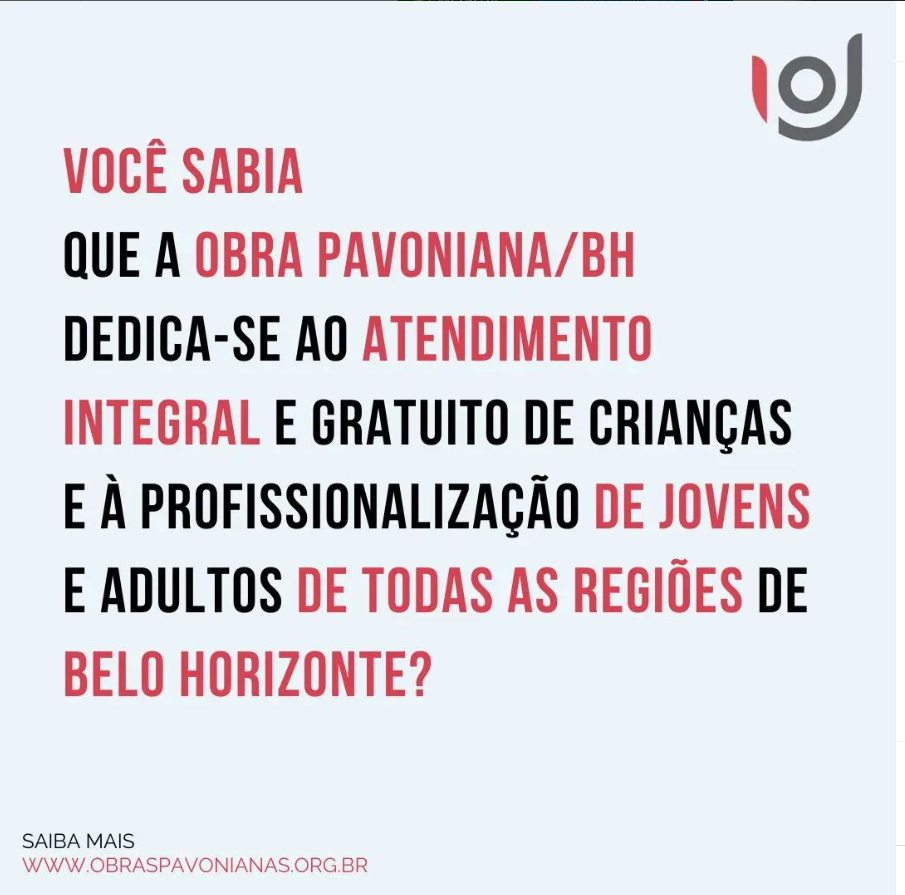 VOCÊ SABIA
QUE A OBRA PAVONIANA/BH
DEDICA-SE AO ATENDIMENTO
INTEGRAL E GRATUITO DE CRIANÇAS
E À PROFISSIONALIZAÇÃO DE JOVENS
E ADULTOS DE TODAS AS REGIÕES DE
BELO HORIZONTE?
SAIBA MAIS
WWW.OBRASPAVONIANAS.ORG.BR